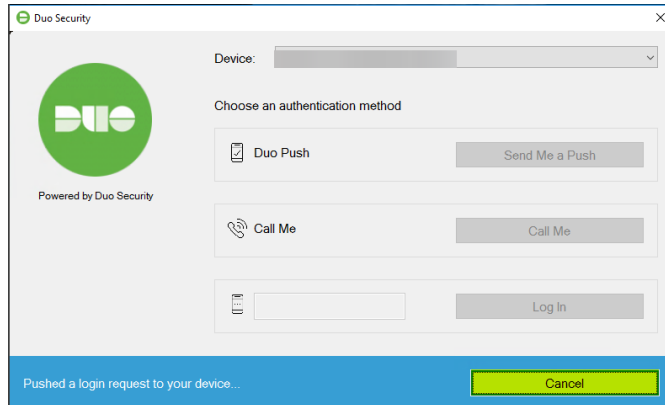 Duo Security
Device:
Choose an authentication method
DUO
Powered by Duo Security
Duo Push
Send Me a Push
Call Me
Call Me
Log In
Pushed a login request to your device...
Cancel